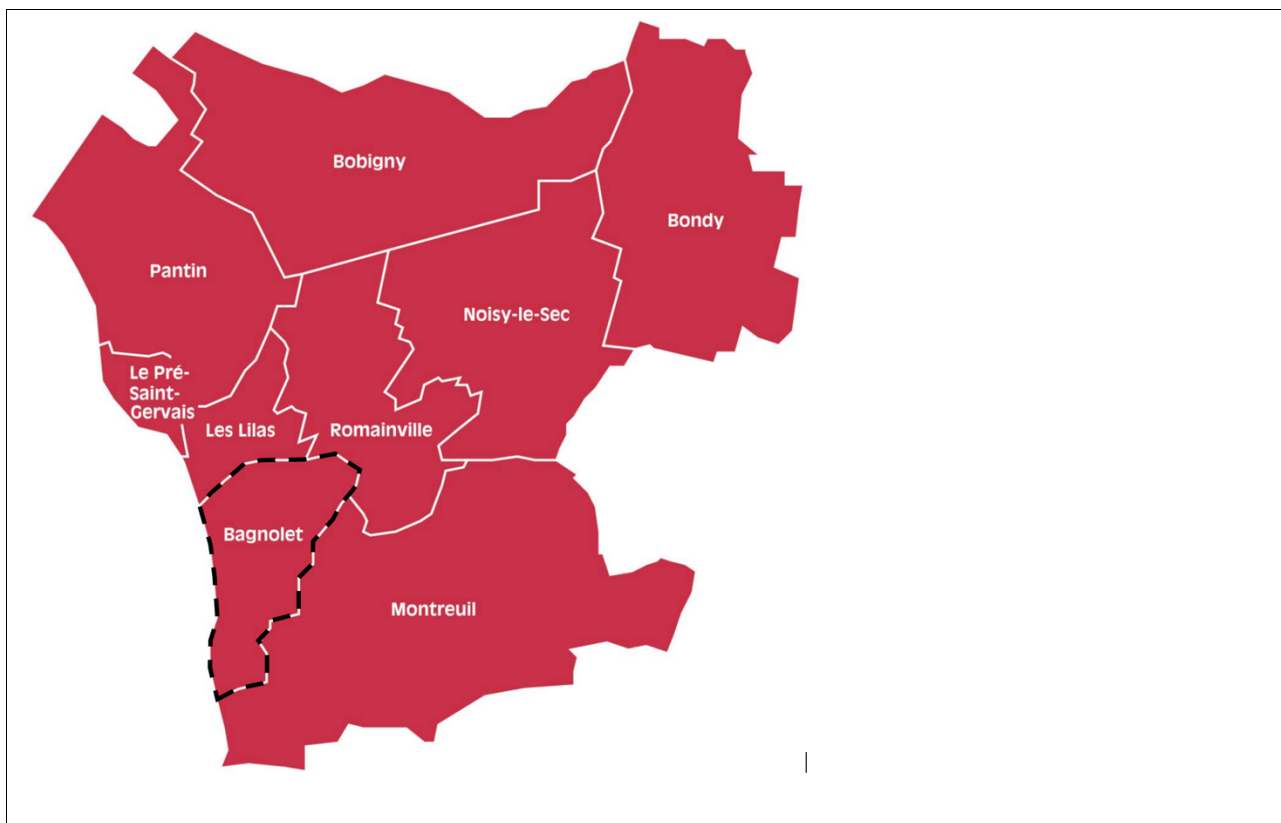 Bobigny
Bondy
Pantin
Noisy-le-Sec
Le Pré-
Saint-
Gervais
Les Lilas
Romainville
Bagnolet
Montreuil